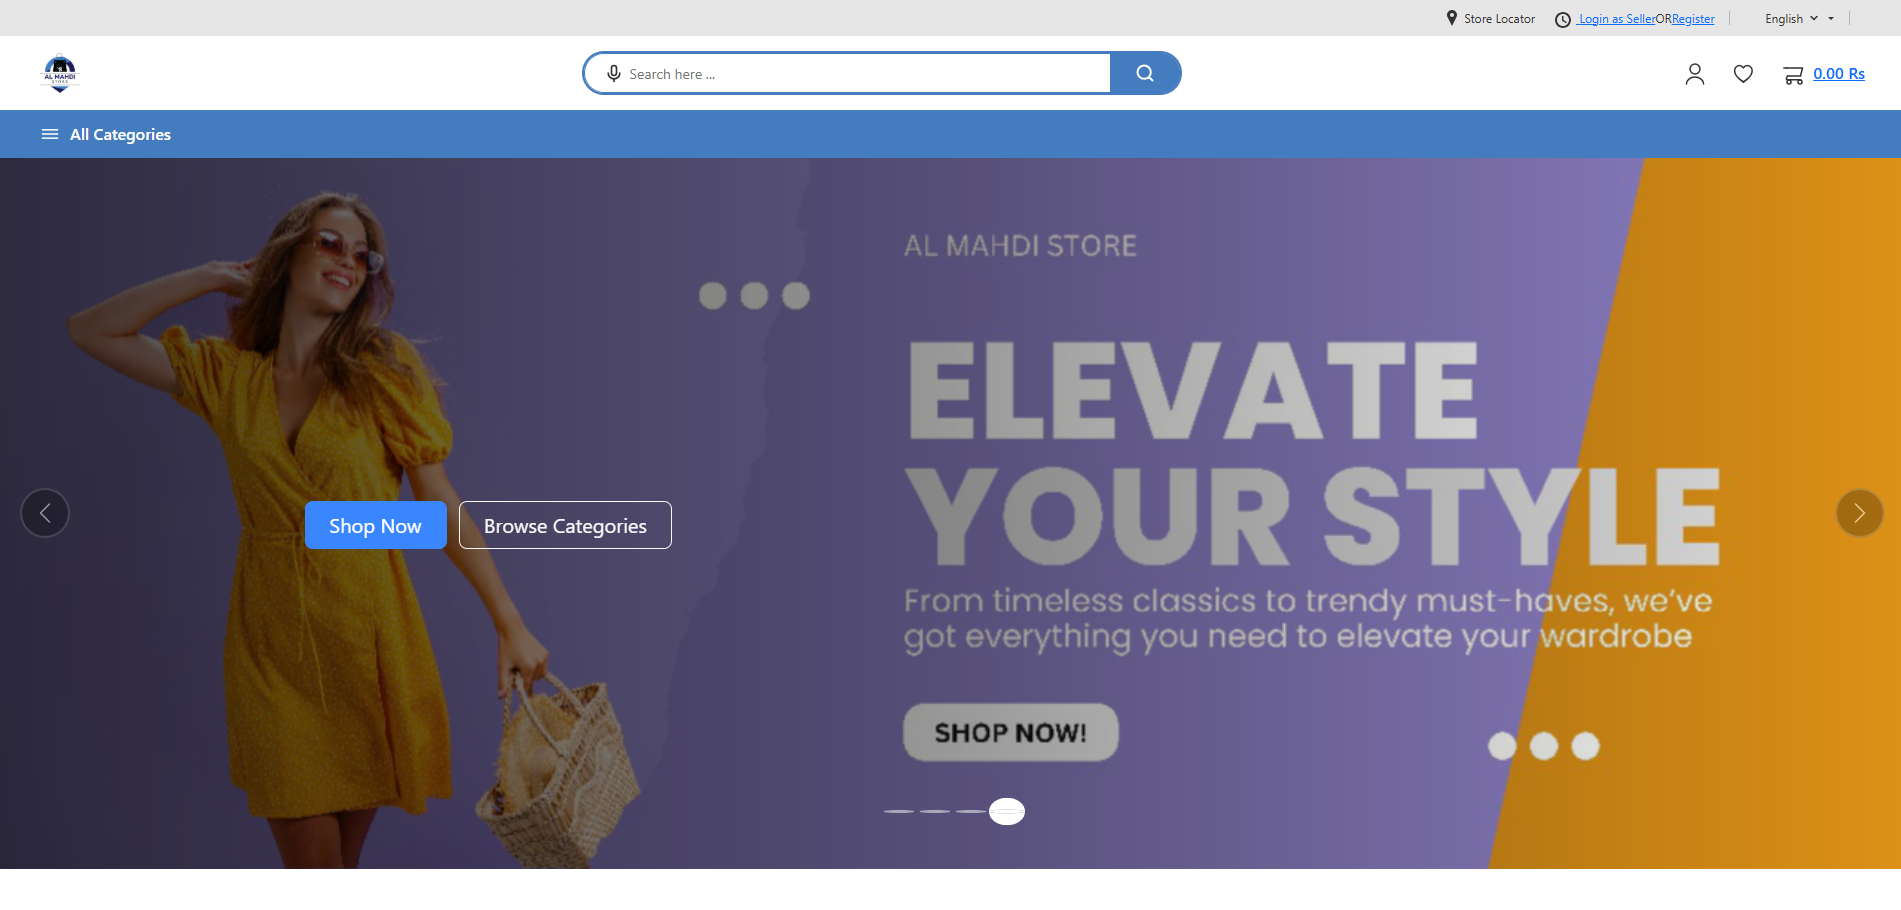 Store Locator
Login as SellerORRegister
English
AL MAHDI
STORE
Search here ...
0.00 Rs
All Categories
AL MAHDI STORE
ELEVATE
YOUR STYLE
Shop Now
Browse Categories
From timeless classics to trendy must-haves, we've
got everything you need to elevate your wardrobe
SHOP NOW!